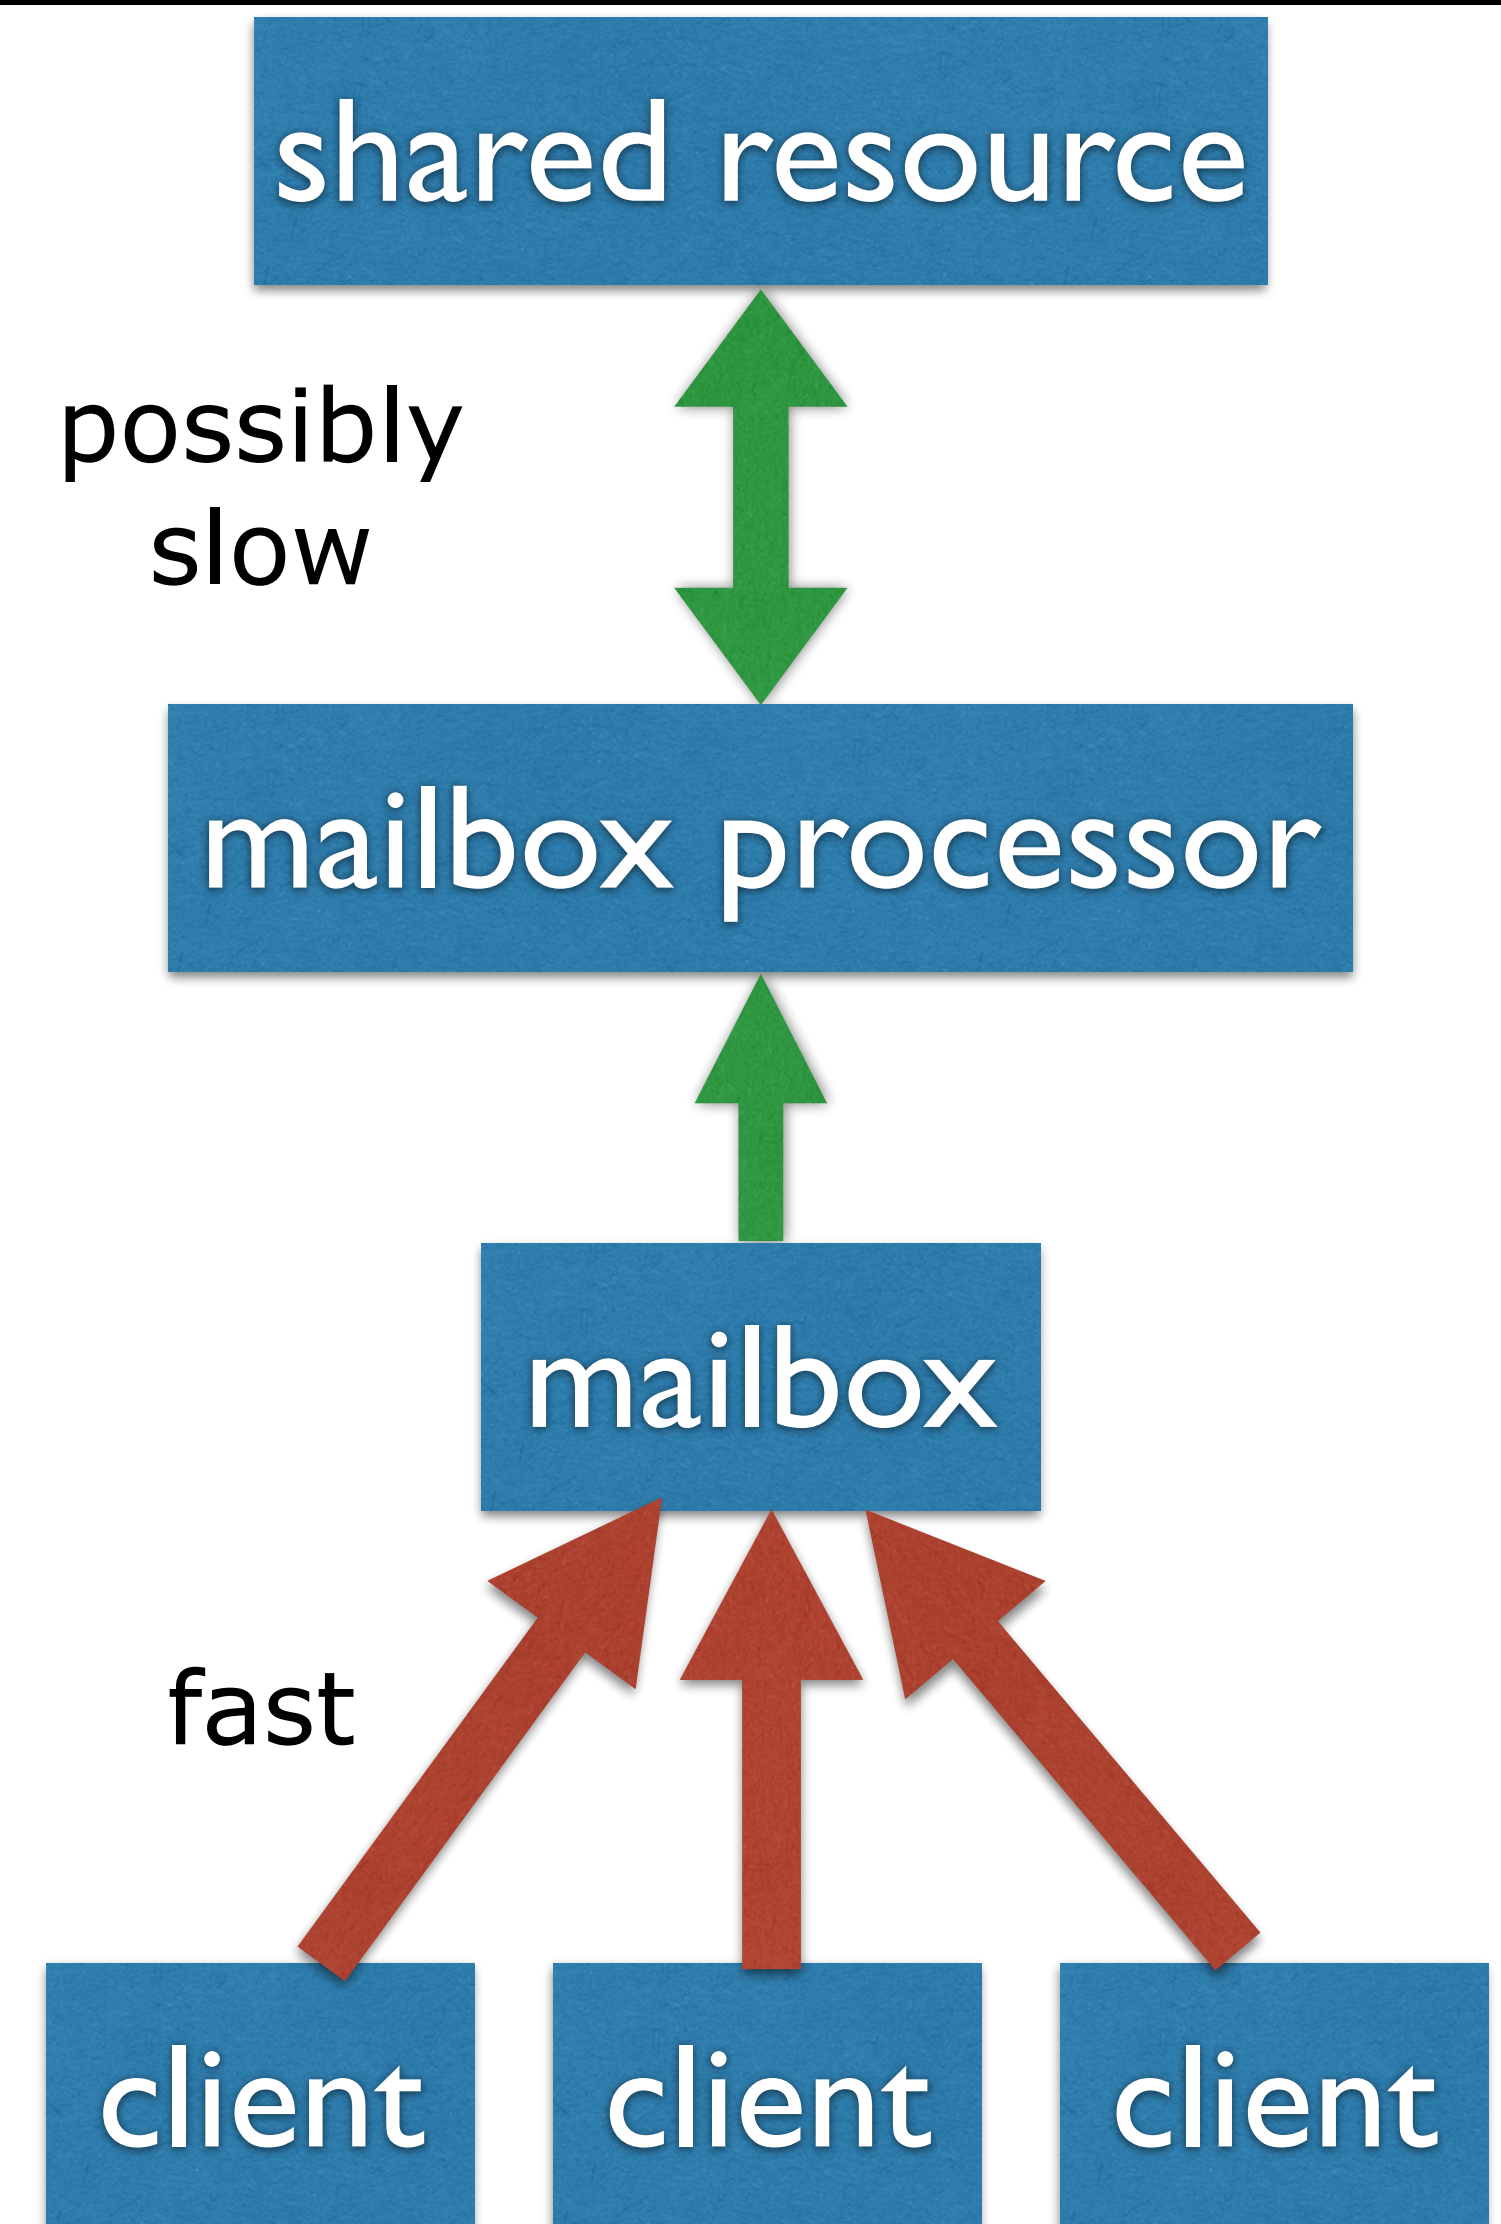 shared resource
possibly
slow
mailbox processor
mailbox
fast
client
client
client